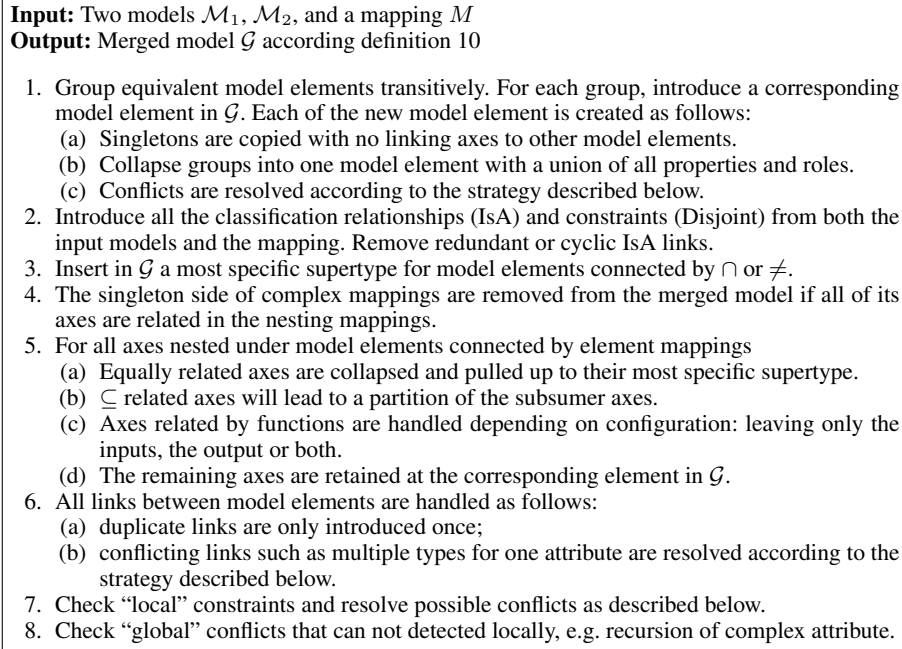 Input: Two models ℳ₁, ℳ₂, and a mapping M
Output: Merged model 𝒢 according definition 10
1. Group equivalent model elements transitively. For each group, introduce a corresponding
model element in 𝒢. Each of the new model element is created as follows:
(a) Singletons are copied with no linking axes to other model elements.
(b) Collapse groups into one model element with a union of all properties and roles.
(c) Conflicts are resolved according to the strategy described below.
2. Introduce all the classification relationships (IsA) and constraints (Disjoint) from both the
input models and the mapping. Remove redundant or cyclic IsA links.
3. Insert in 𝒢 a most specific supertype for model elements connected by ∩ or ≠.
4. The singleton side of complex mappings are removed from the merged model if all of its
axes are related in the nesting mappings.
5. For all axes nested under model elements connected by element mappings
(a) Equally related axes are collapsed and pulled up to their most specific supertype.
(b) ⊆ related axes will lead to a partition of the subsumer axes.
(c) Axes related by functions are handled depending on configuration: leaving only the
inputs, the output or both.
(d) The remaining axes are retained at the corresponding element in 𝒢.
6. All links between model elements are handled as follows:
(a) duplicate links are only introduced once;
(b) conflicting links such as multiple types for one attribute are resolved according to the
strategy described below.
7. Check “local” constraints and resolve possible conflicts as described below.
8. Check “global” conflicts that can not detected locally, e.g. recursion of complex attribute.